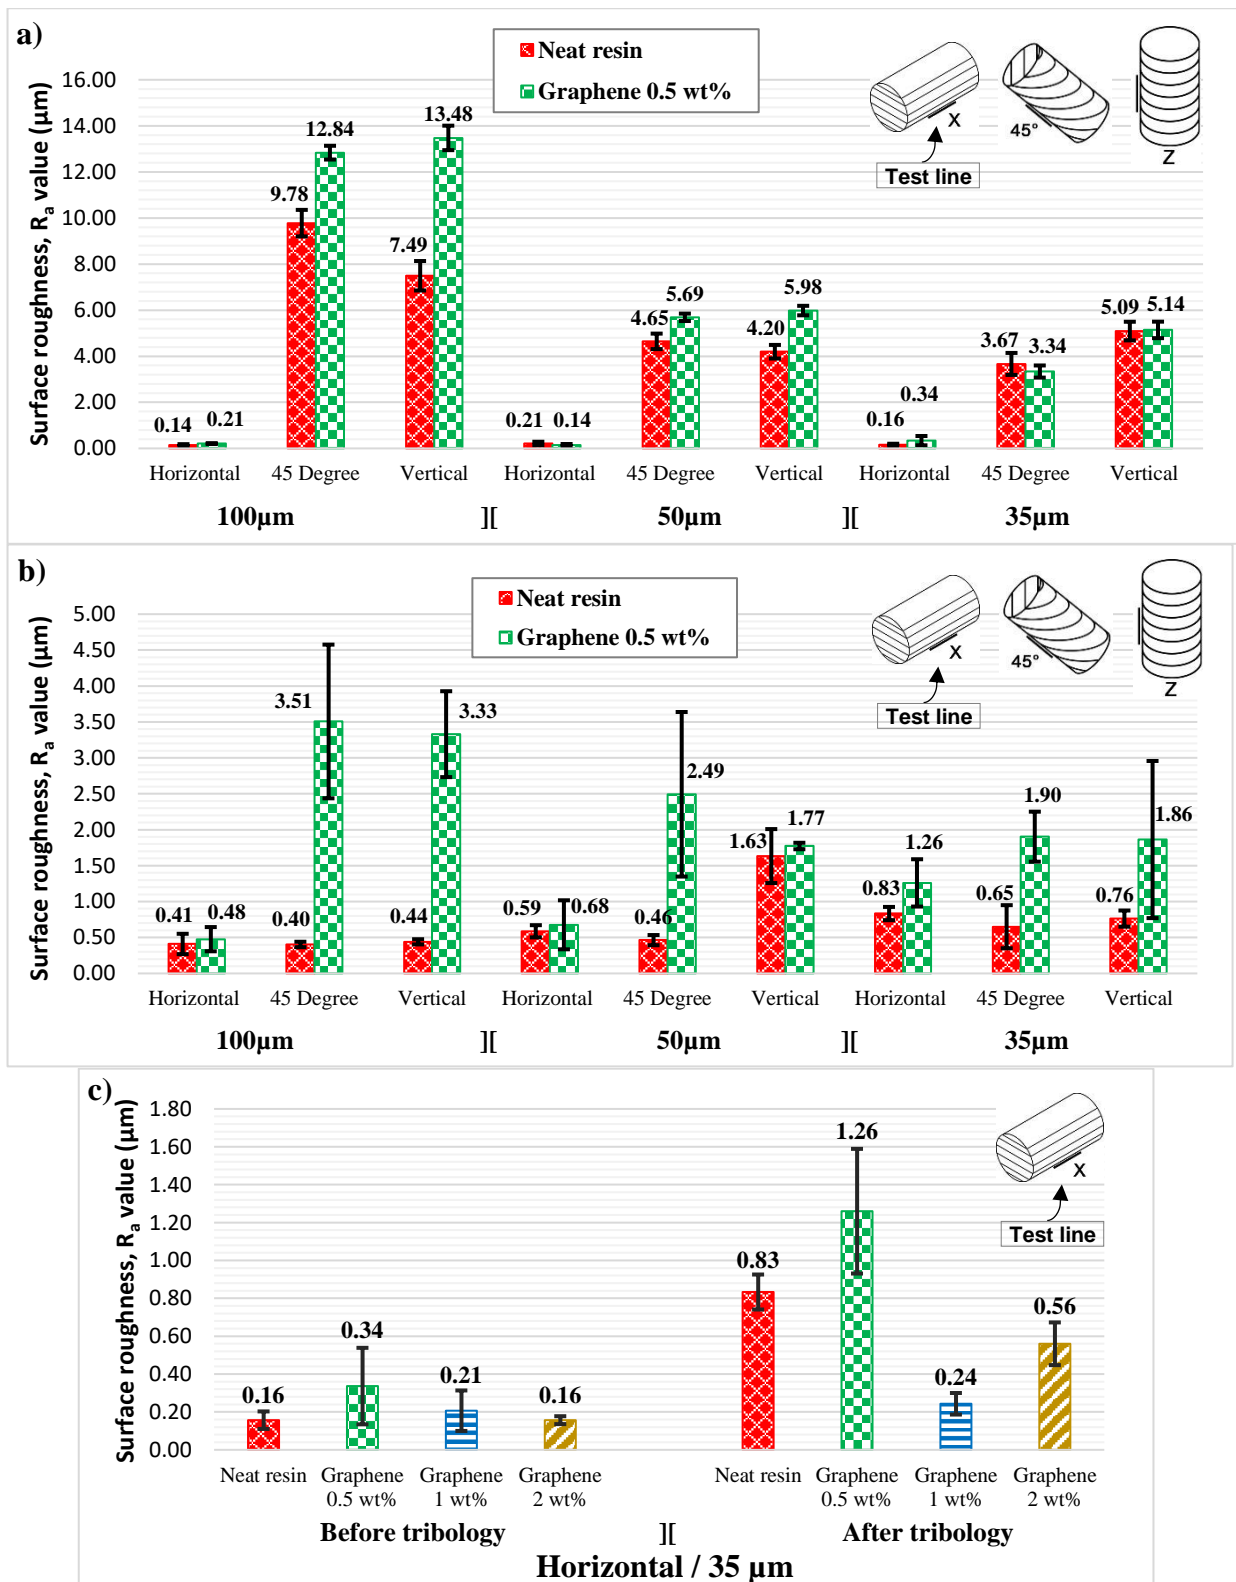 a)
Neat resin
Graphene 0.5 wt%
Surface roughness, Ra value (µm)
16.00
14.00
12.00
10.00
8.00
6.00
4.00
2.00
0.00
0.14
0.21
9.78
12.84
7.49
13.48
0.21
0.14
4.65
5.69
4.20
5.98
0.16
0.34
3.67
3.34
5.09
5.14
X
45°
Z
Test line
Horizontal 45 Degree Vertical Horizontal 45 Degree Vertical Horizontal 45 Degree Vertical
100µm ][ 50µm ][ 35µm
b)
Neat resin
Graphene 0.5 wt%
Surface roughness, Ra value (µm)
5.00
4.50
4.00
3.50
3.00
2.50
2.00
1.50
1.00
0.50
0.00
0.41
0.48
0.40
3.51
0.44
3.33
0.59
0.68
0.46
2.49
1.63
1.77
0.83
1.26
0.65
1.90
0.76
1.86
X
45°
Z
Test line
Horizontal 45 Degree Vertical Horizontal 45 Degree Vertical Horizontal 45 Degree Vertical
100µm ][ 50µm ][ 35µm
c)
Surface roughness, Ra value (µm)
1.80
1.60
1.40
1.20
1.00
0.80
0.60
0.40
0.20
0.00
0.16
0.34
0.21
0.16
0.83
1.26
0.24
0.56
X
Test line
Neat resin Graphene Graphene Graphene Neat resin Graphene Graphene Graphene
0.5 wt% 1 wt% 2 wt% 0.5 wt% 1 wt% 2 wt%
Before tribology ][ After tribology
Horizontal / 35 µm